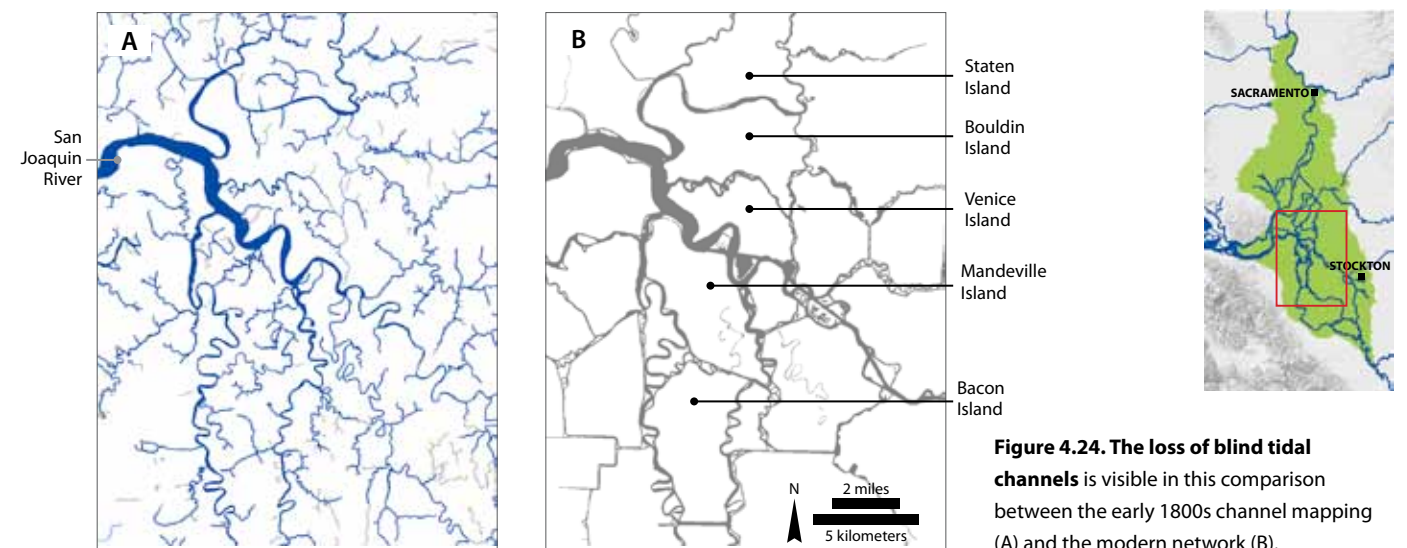 A
San
Joaquin
River
B
Staten
Island
Bouldin
Island
Venice
Island
Mandeville
Island
Bacon
Island
N
2 miles
5 kilometers
SACRAMENTO
STOCKTON
Figure 4.24. The loss of blind tidal
channels is visible in this comparison
between the early 1800s channel mapping
(A) and the modern network (B).